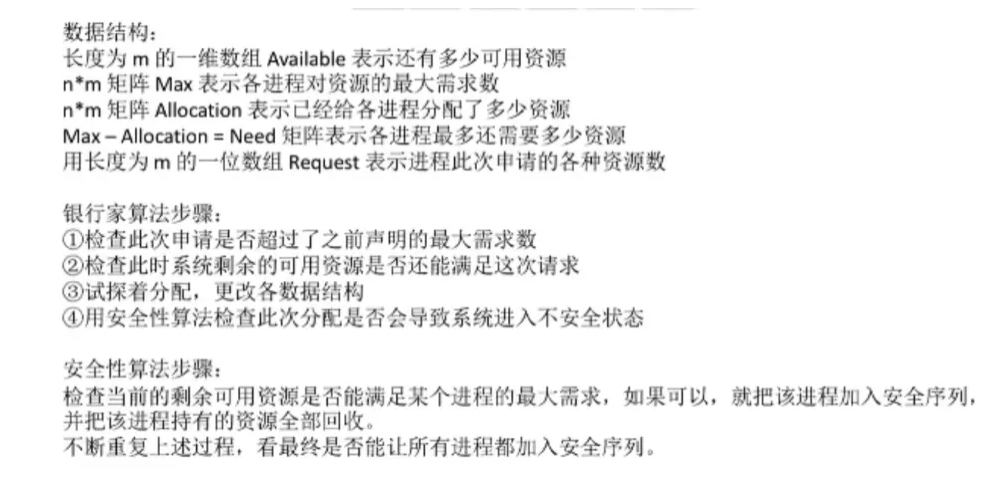 数据结构：
长度为 m 的一维数组 Available 表示还有多少可用资源
n*m 矩阵 Max 表示各进程对资源的最大需求数
n*m 矩阵 Allocation 表示已经给各进程分配了多少资源
Max – Allocation = Need 矩阵表示各进程最多还需要多少资源
用长度为 m 的一位数组 Request 表示进程此次申请的各种资源数
银行家算法步骤：
①检查此次申请是否超过了之前声明的最大需求数
②检查此时系统剩余的可用资源是否还能满足这次请求
③试探着分配，更改各数据结构
④用安全性算法检查此次分配是否会导致系统进入不安全状态
安全性算法步骤：
检查当前的剩余可用资源是否能满足某个进程的最大需求，如果可以，就把该进程加入安全序列，
并把该进程持有的资源全部回收。
不断重复上述过程，看最终是否能让所有进程都加入安全序列。